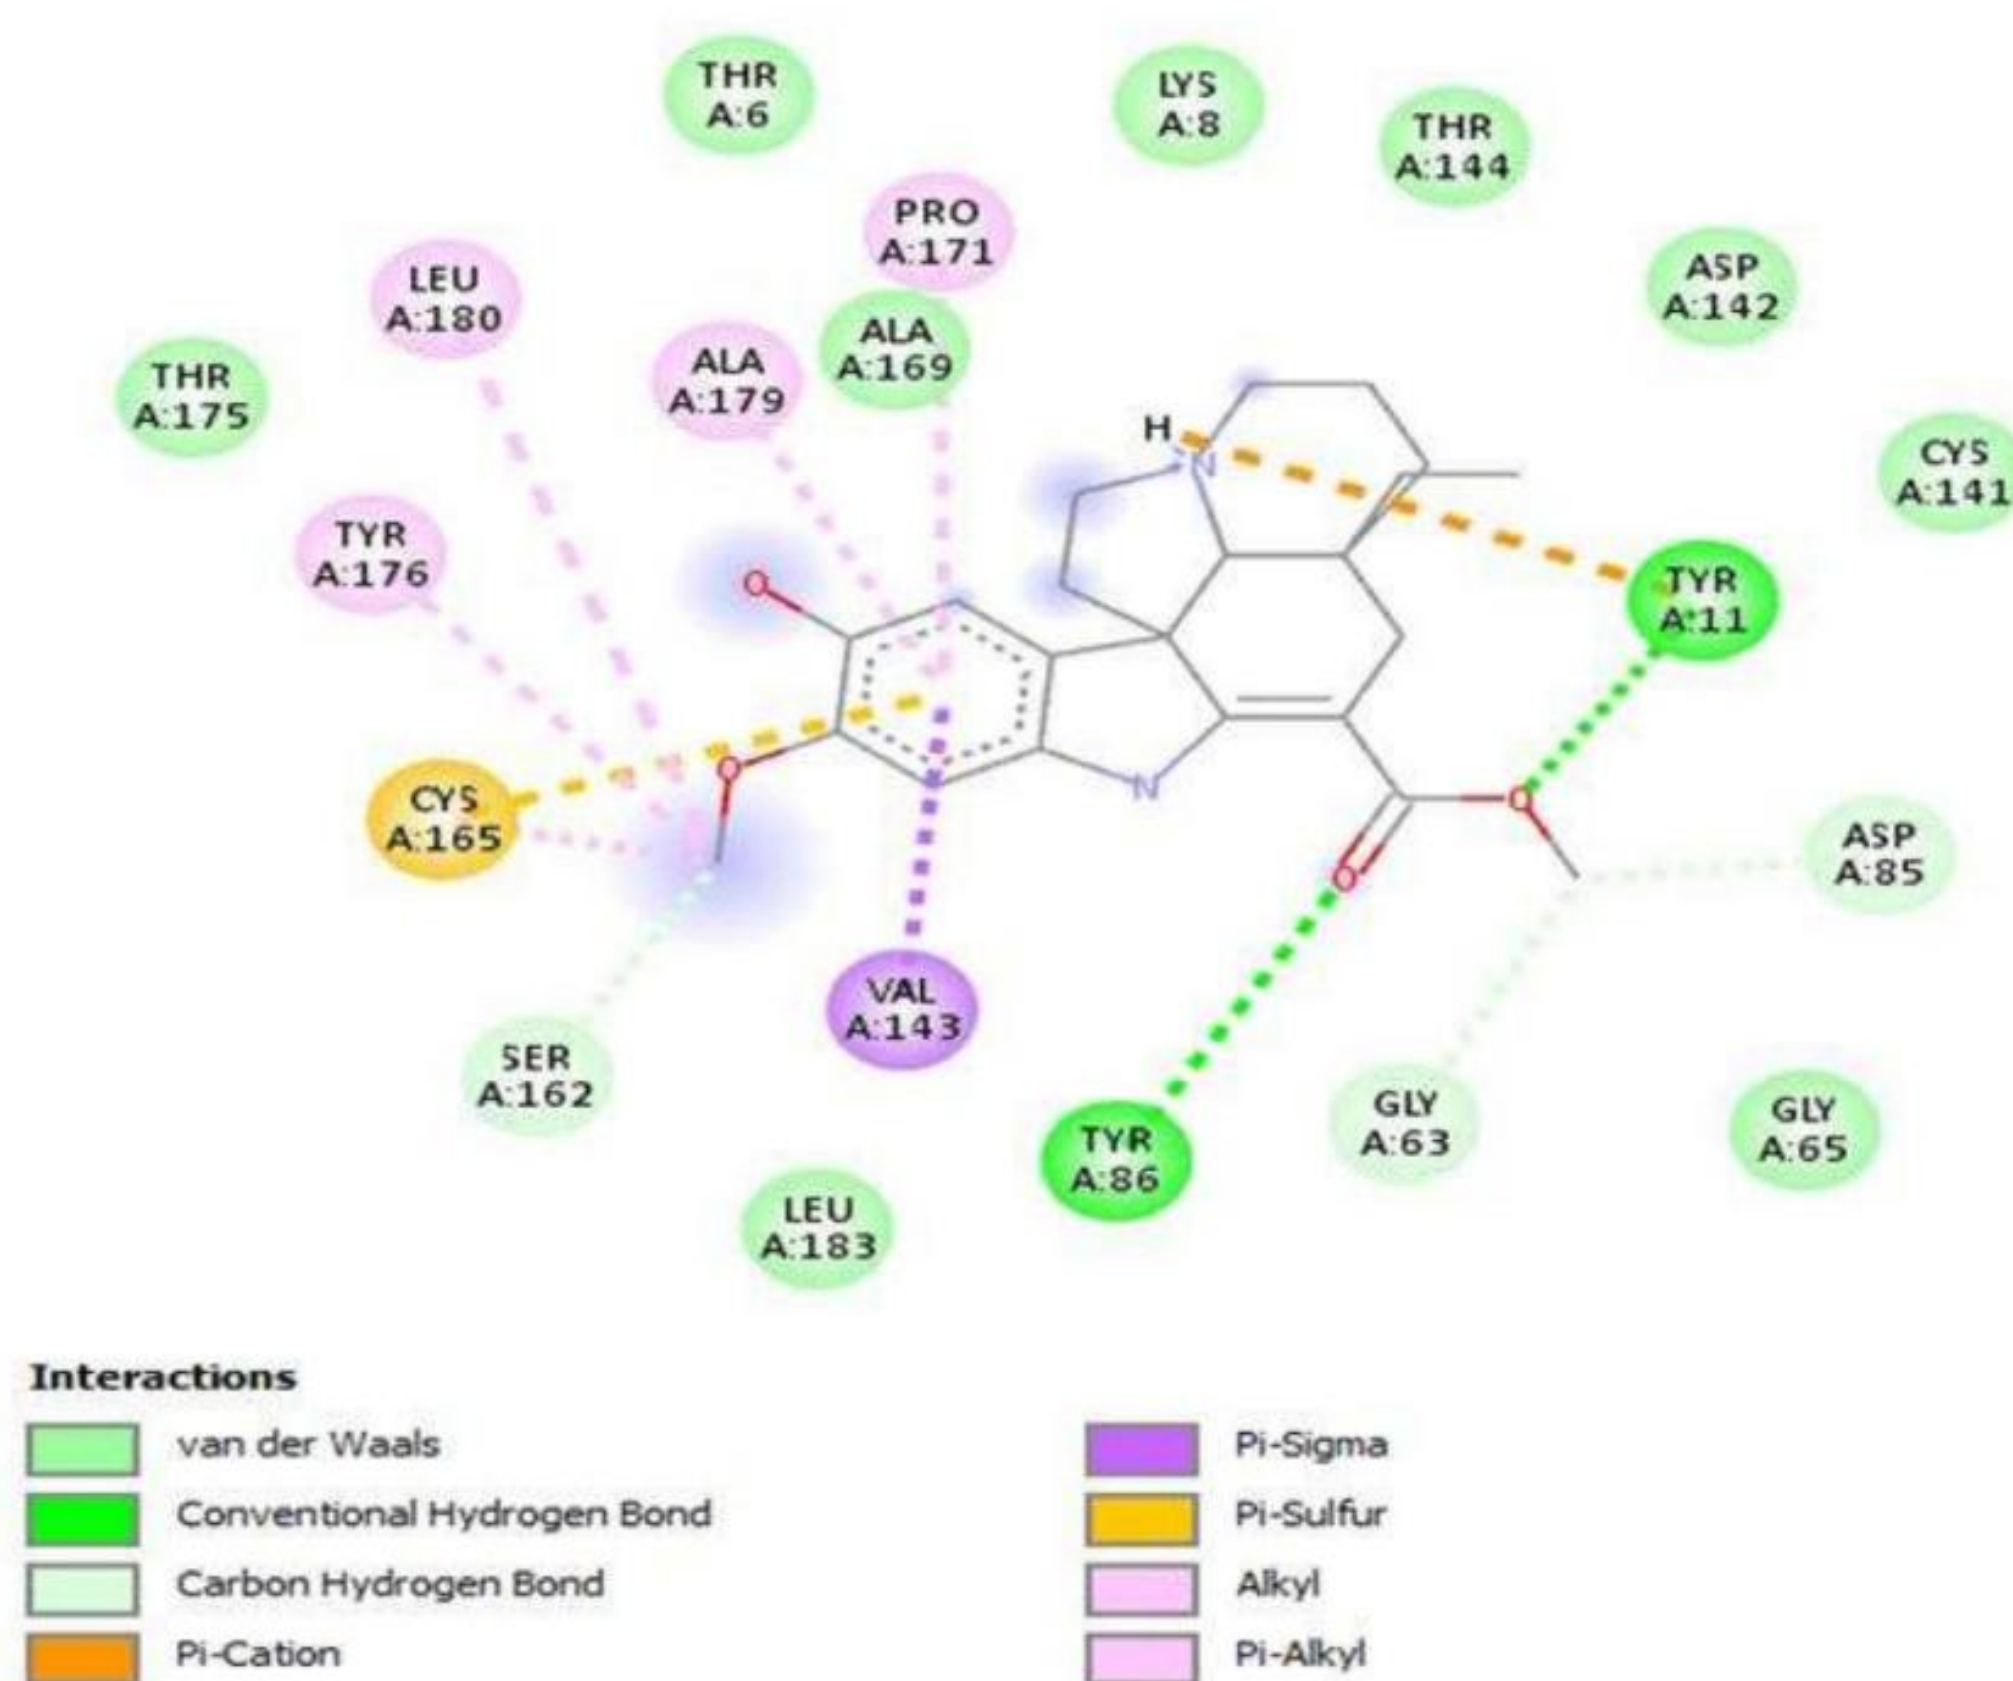 THR
A:6
LYS
A:8
THR
A:144
PRO
A:171
LEU
A:180
ASP
A:142
ALA
A:169
ALA
A:179
THR
A:175
H
N
CYS
A:141
TYR
A:176
O
TYR
A:11
O
N
O
O
CYS
A:165
ASP
A:85
VAL
A:143
SER
A:162
TYR
A:86
GLY
A:63
GLY
A:65
LEU
A:183
Interactions
van der Waals
Conventional Hydrogen Bond
Carbon Hydrogen Bond
Pi-Cation
Pi-Sigma
Pi-Sulfur
Alkyl
Pi-Alkyl